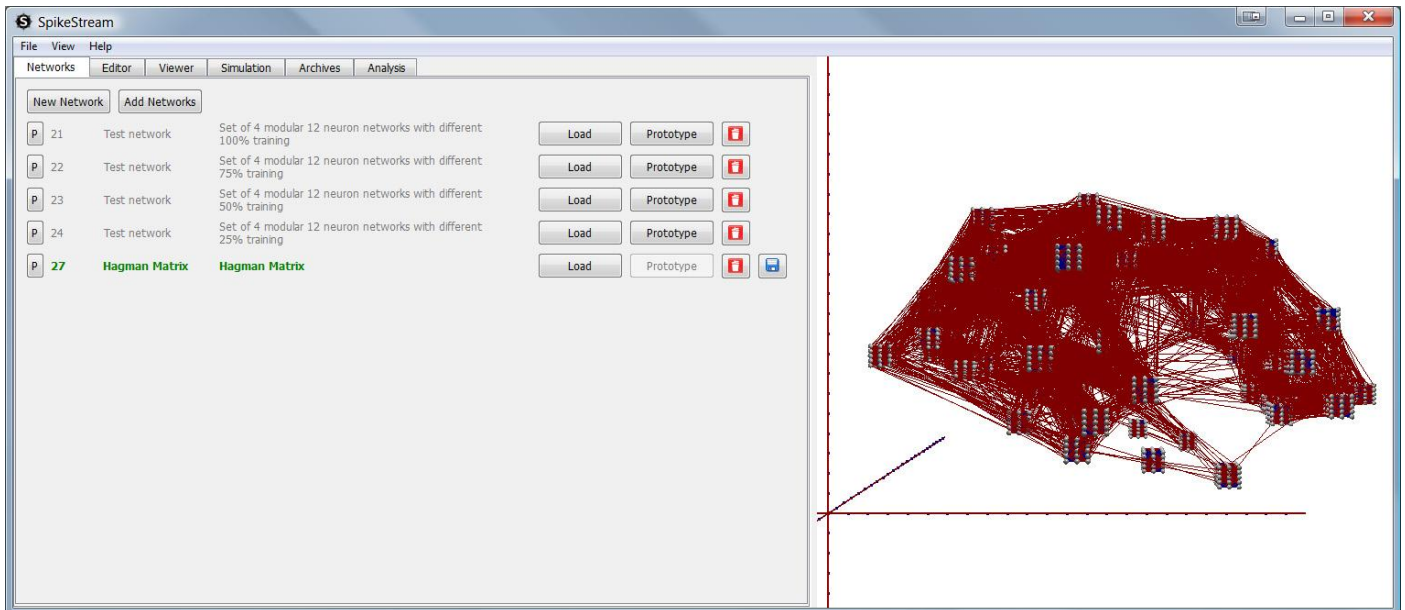 SpikeStream
File View Help
Networks Editor Viewer Simulation Archives Analysis
New Network Add Networks
P 21 Test network Set of 4 modular 12 neuron networks with different Load Prototype
100% training
P 22 Test network Set of 4 modular 12 neuron networks with different Load Prototype
75% training
P 23 Test network Set of 4 modular 12 neuron networks with different Load Prototype
50% training
P 24 Test network Set of 4 modular 12 neuron networks with different Load Prototype
25% training
P 27 Hagman Matrix Hagman Matrix Load Prototype